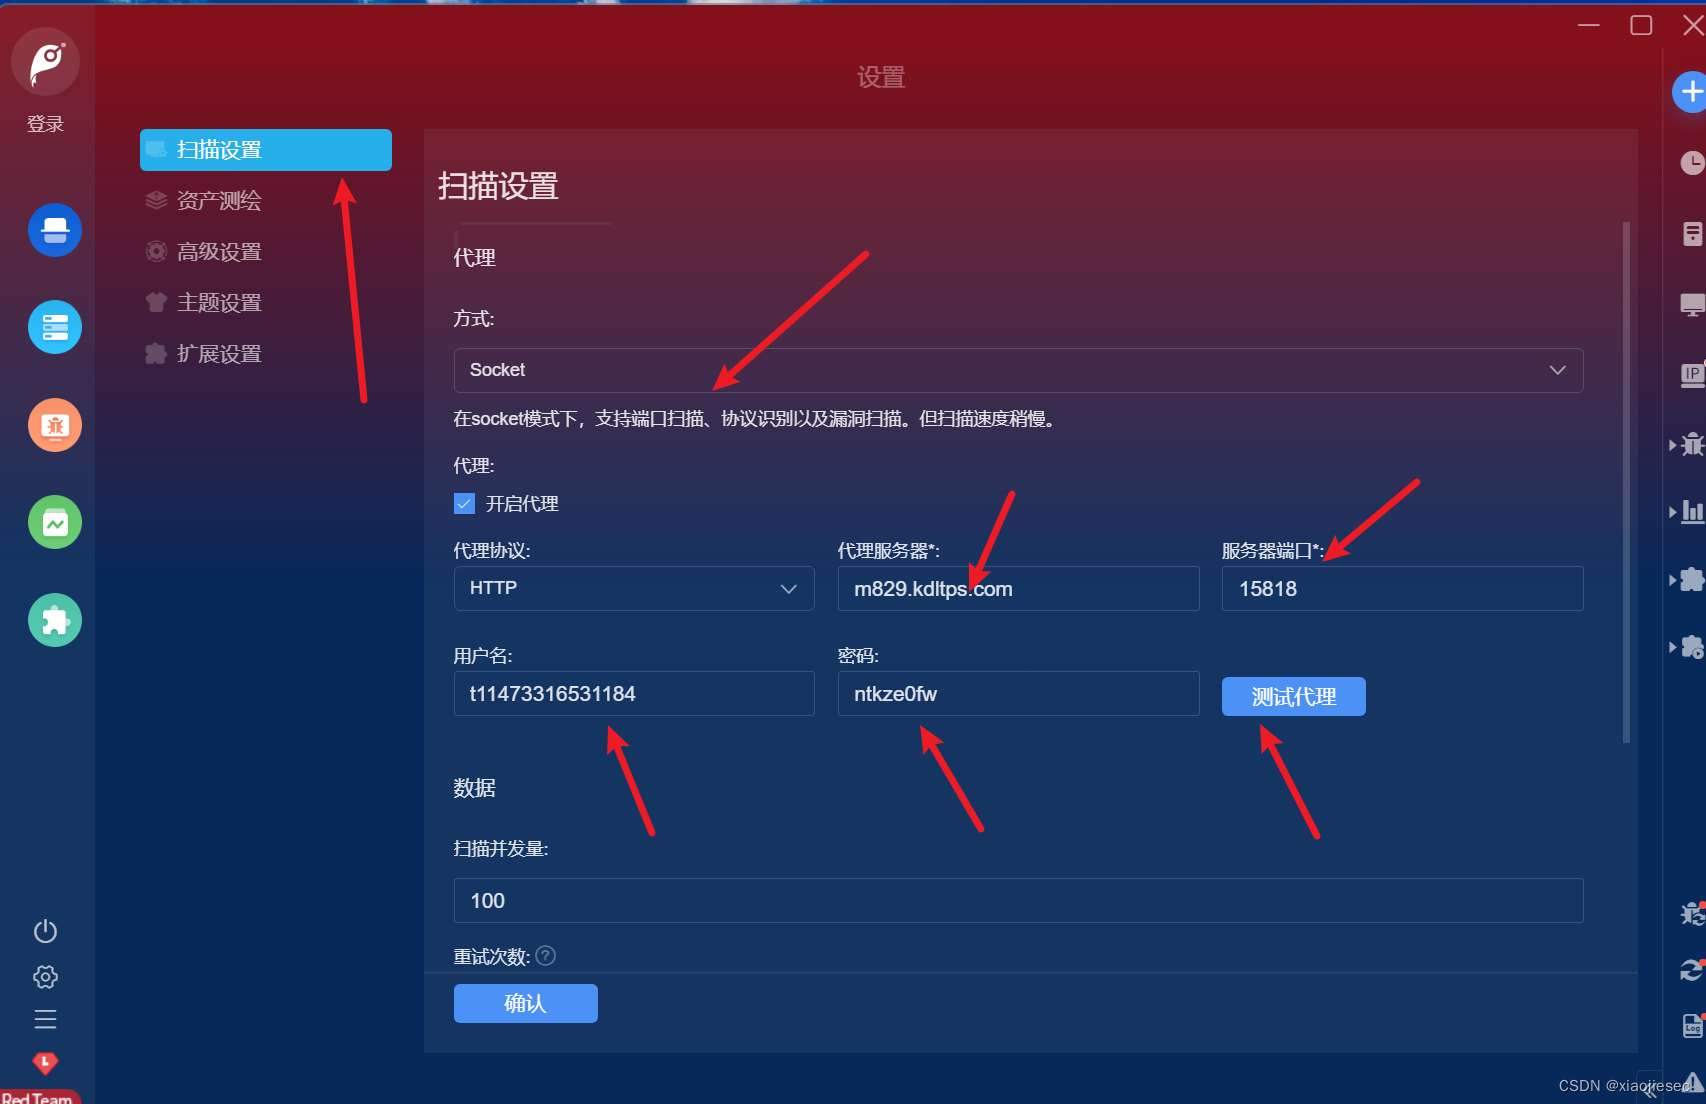 设置
登录
扫描设置
资产测绘
高级设置
主题设置
扩展设置
扫描设置
代理
方式:
Socket
在socket模式下，支持端口扫描、协议识别以及漏洞扫描。但扫描速度稍慢。
代理:
开启代理
代理协议: 代理服务器*: 服务器端口*:
HTTP m829.kdltps.com 15818
用户名: 密码:
t11473316531184 ntkze0fw 测试代理
数据
扫描并发量:
100
重试次数: ?
确认
IP
Log
Red Team
CSDN @xiaojiesec